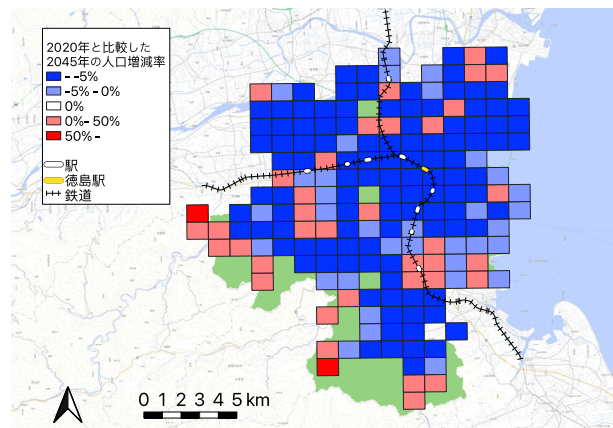 2020年と比較した
2045年の人口増減率
- -5%
-5% - 0%
0%
0%- 50%
50% -
駅
徳島駅
鉄道
0 1 2 3 4 5 km